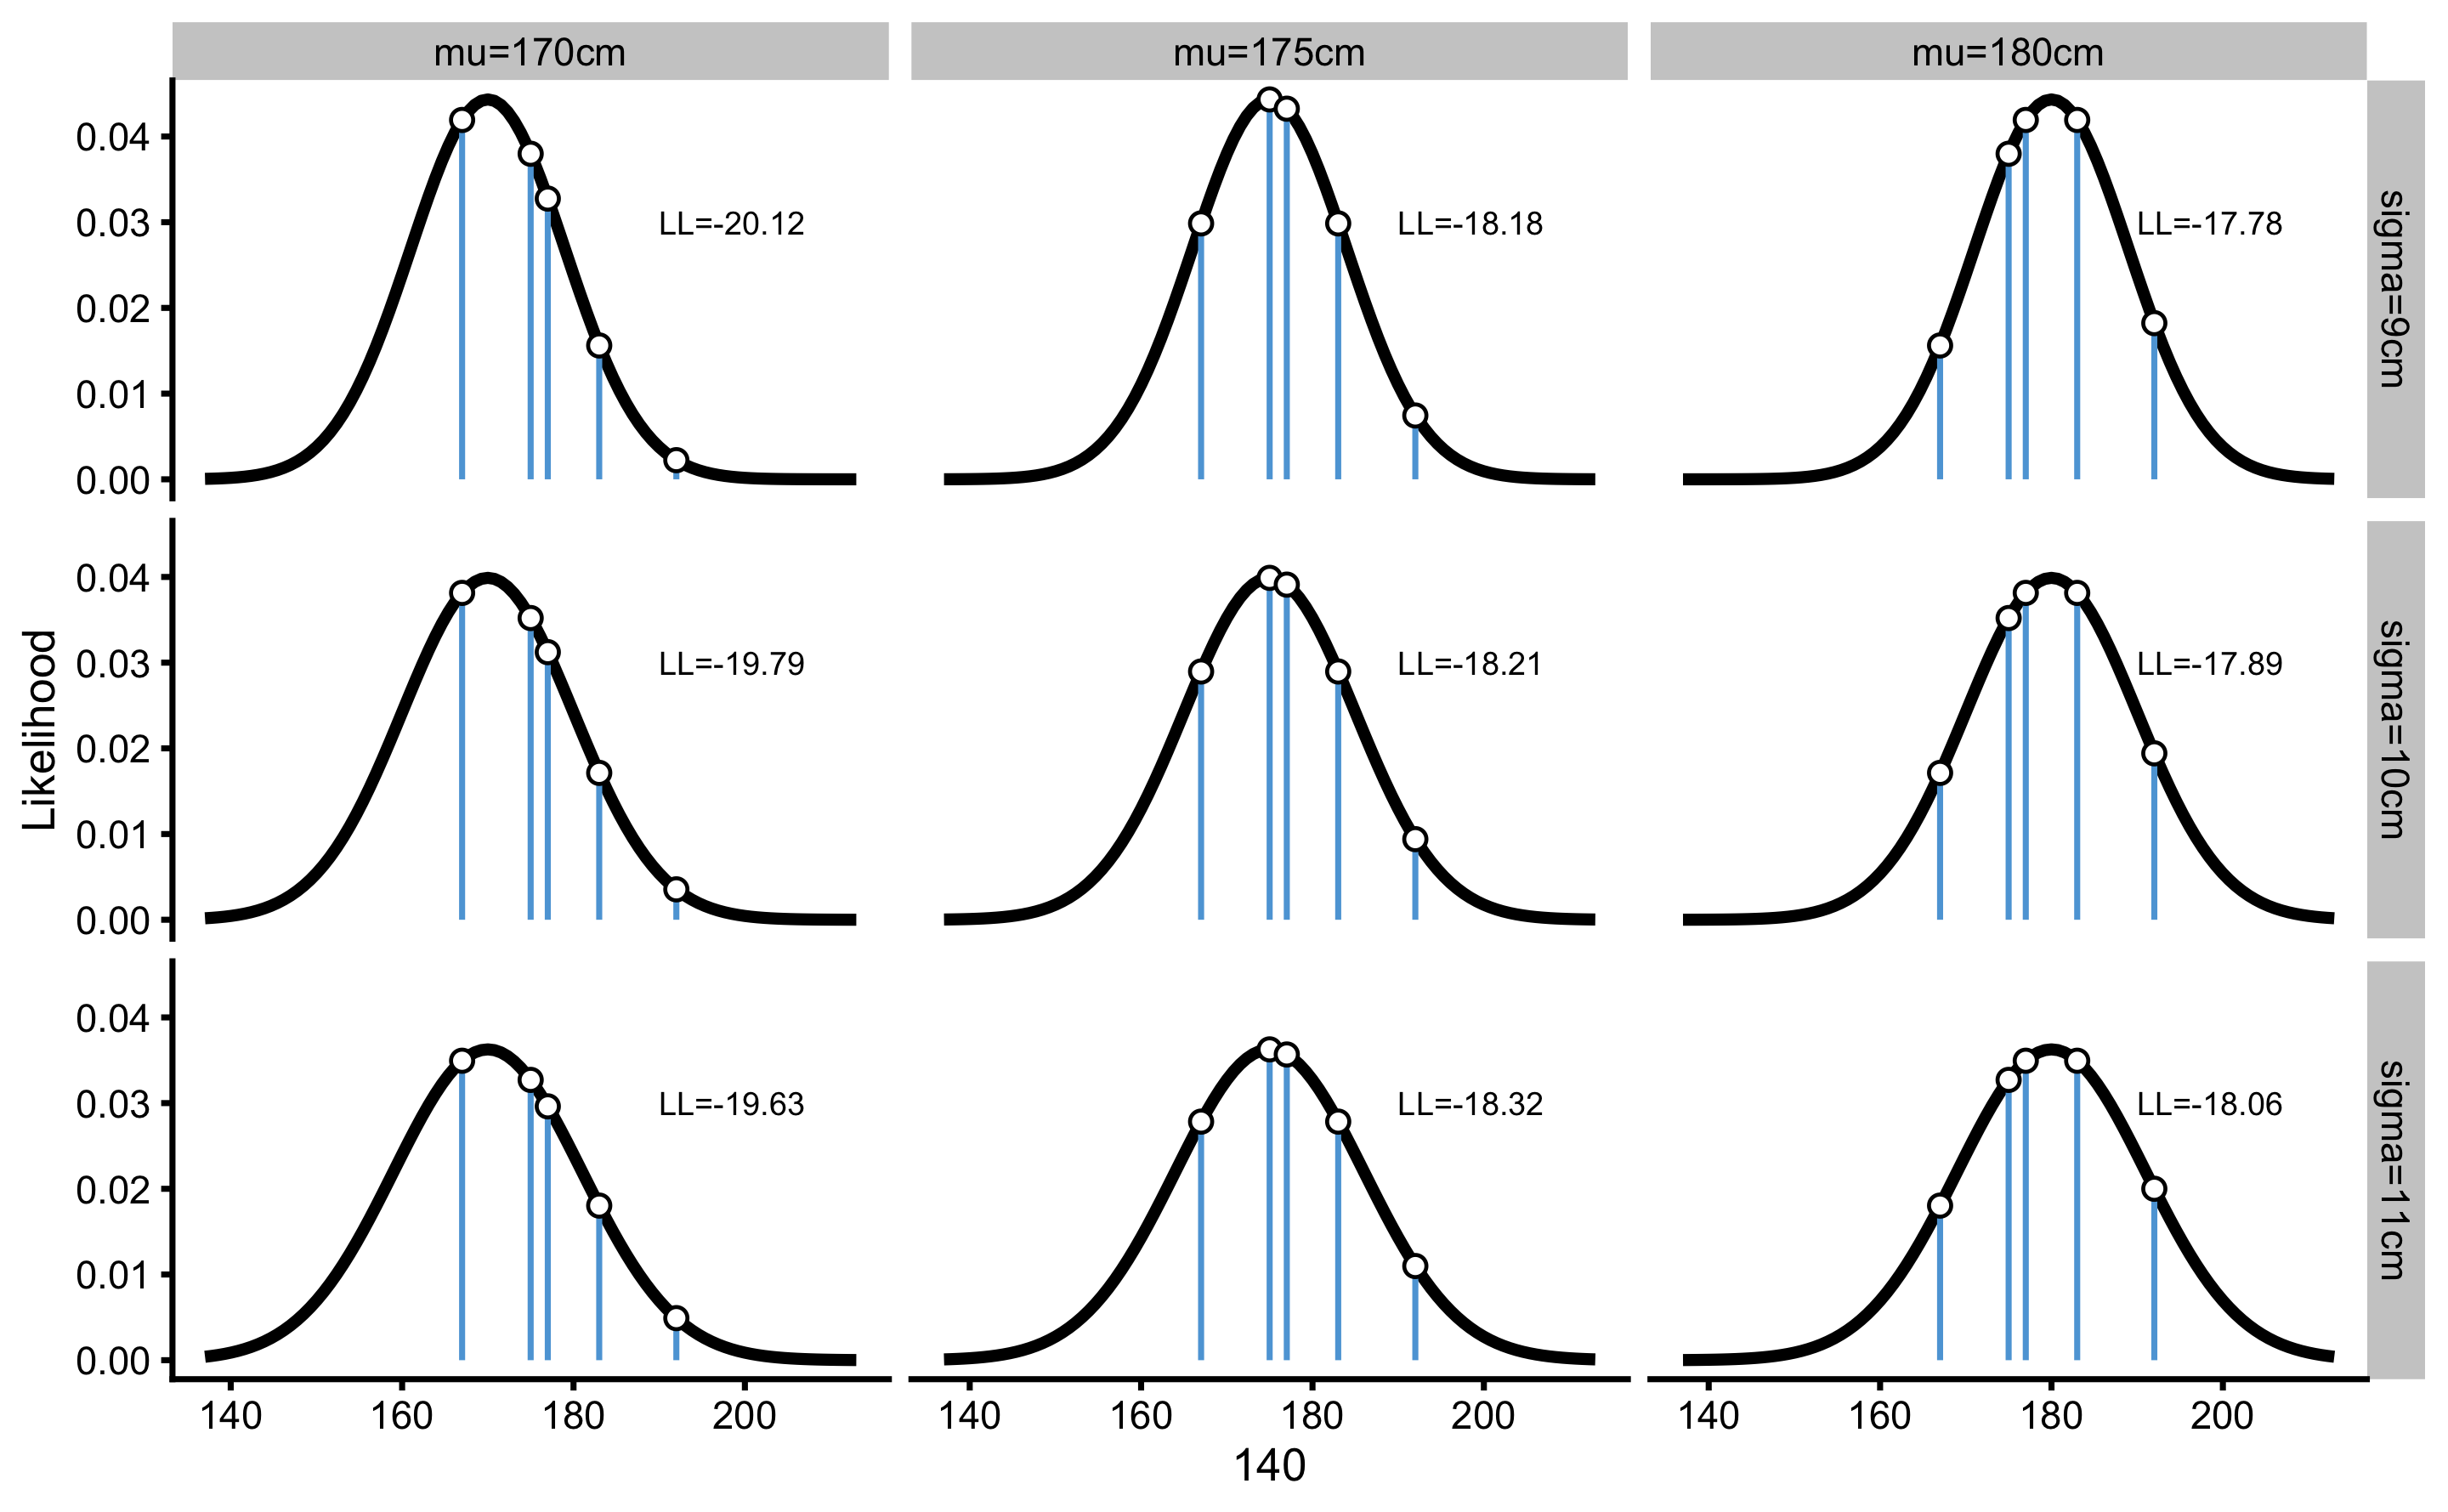 mu=170cm mu=175cm mu=180cm
0.04
0.03 LL=-20.12 LL=-18.18 LL=-17.78
0.02
0.01
0.00
sigma=9cm
0.04
0.03 LL=-19.79 LL=-18.21 LL=-17.89
0.02
0.01
0.00
sigma=10cm
Likelihood
0.04
0.03 LL=-19.63 LL=-18.32 LL=-18.06
0.02
0.01
0.00
sigma=11cm
140 160 180 200 140 160 180 200 140 160 180 200
140